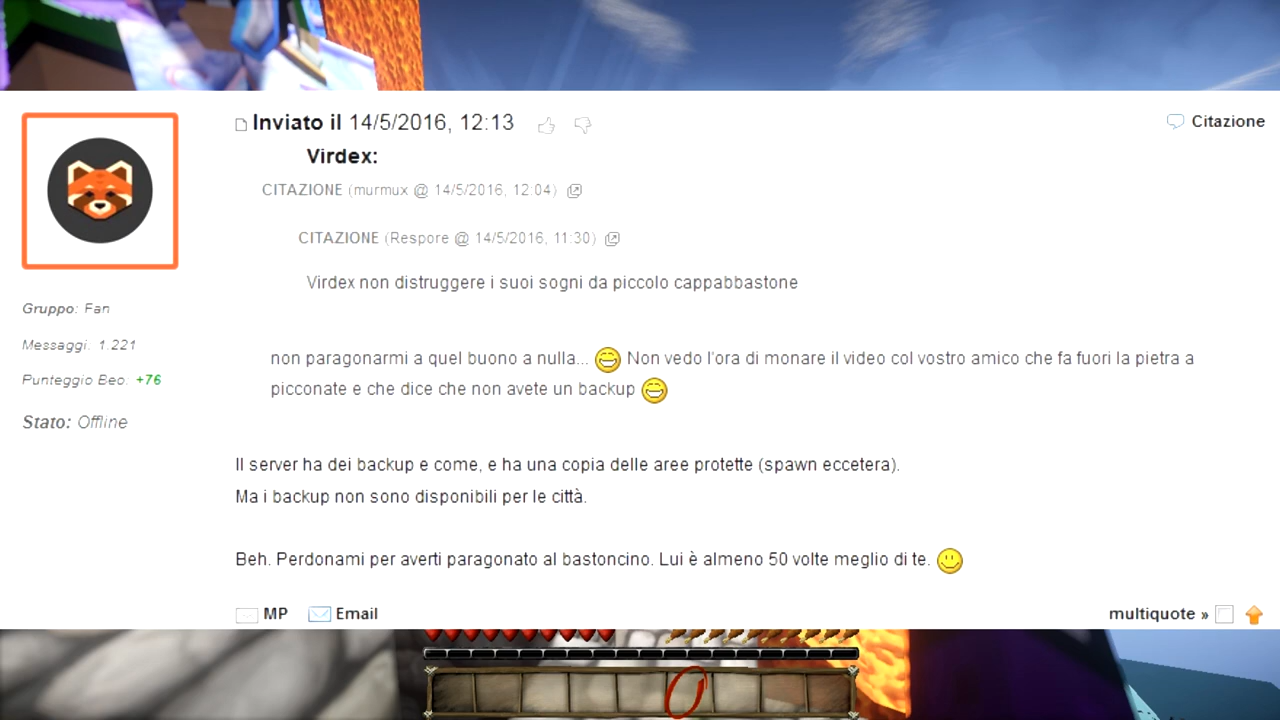 Inviato il 14/5/2016, 12:13
Citazione
Virdex:
CITAZIONE (murmux @ 14/5/2016, 12:04)
CITAZIONE (Respore @ 14/5/2016, 11:30)
Virdex non distruggere i suoi sogni da piccolo cappabbastone
non paragonarmi a quel buono a nulla... Non vedo l'ora di monare il video col vostro amico che fa fuori la pietra a
picconate e che dice che non avete un backup
Gruppo: Fan
Messaggi: 1.221
Punteggio Beo: +76
Stato: Offline
Il server ha dei backup e come, e ha una copia delle aree protette (spawn eccetera).
Ma i backup non sono disponibili per le città.
Beh. Perdonami per averti paragonato al bastoncino. Lui è almeno 50 volte meglio di te.
MP Email
multiquote »